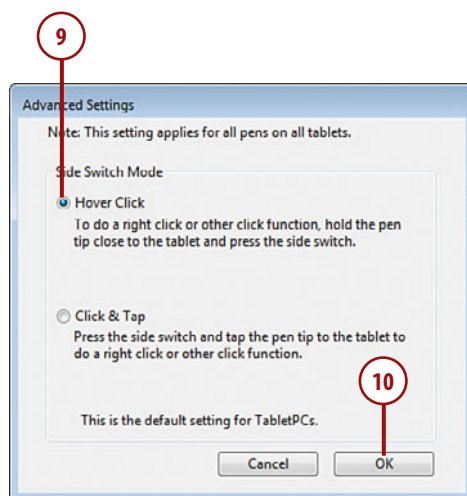 9
Advanced Settings
Note: This setting applies for all pens on all tablets.
Side Switch Mode
Hover Click
To do a right click or other click function, hold the pen
tip close to the tablet and press the side switch.
Click & Tap
Press the side switch and tap the pen tip to the tablet to
do a right click or other click function.
10
This is the default setting for TabletPCs.
Cancel OK